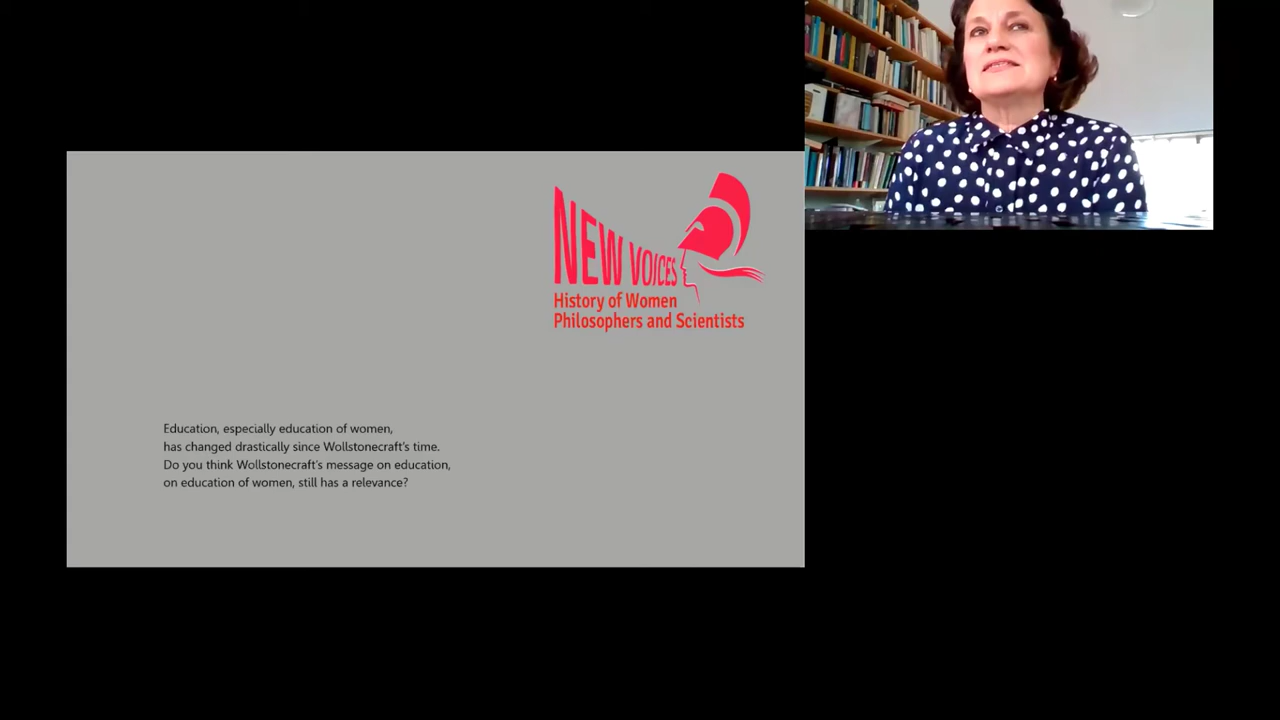 NEW VOICES
History of Women
Philosophers and Scientists
Education, especially education of women,
has changed drastically since Wollstonecraft's time.
Do you think Wollstonecraft's message on education,
on education of women, still has a relevance?